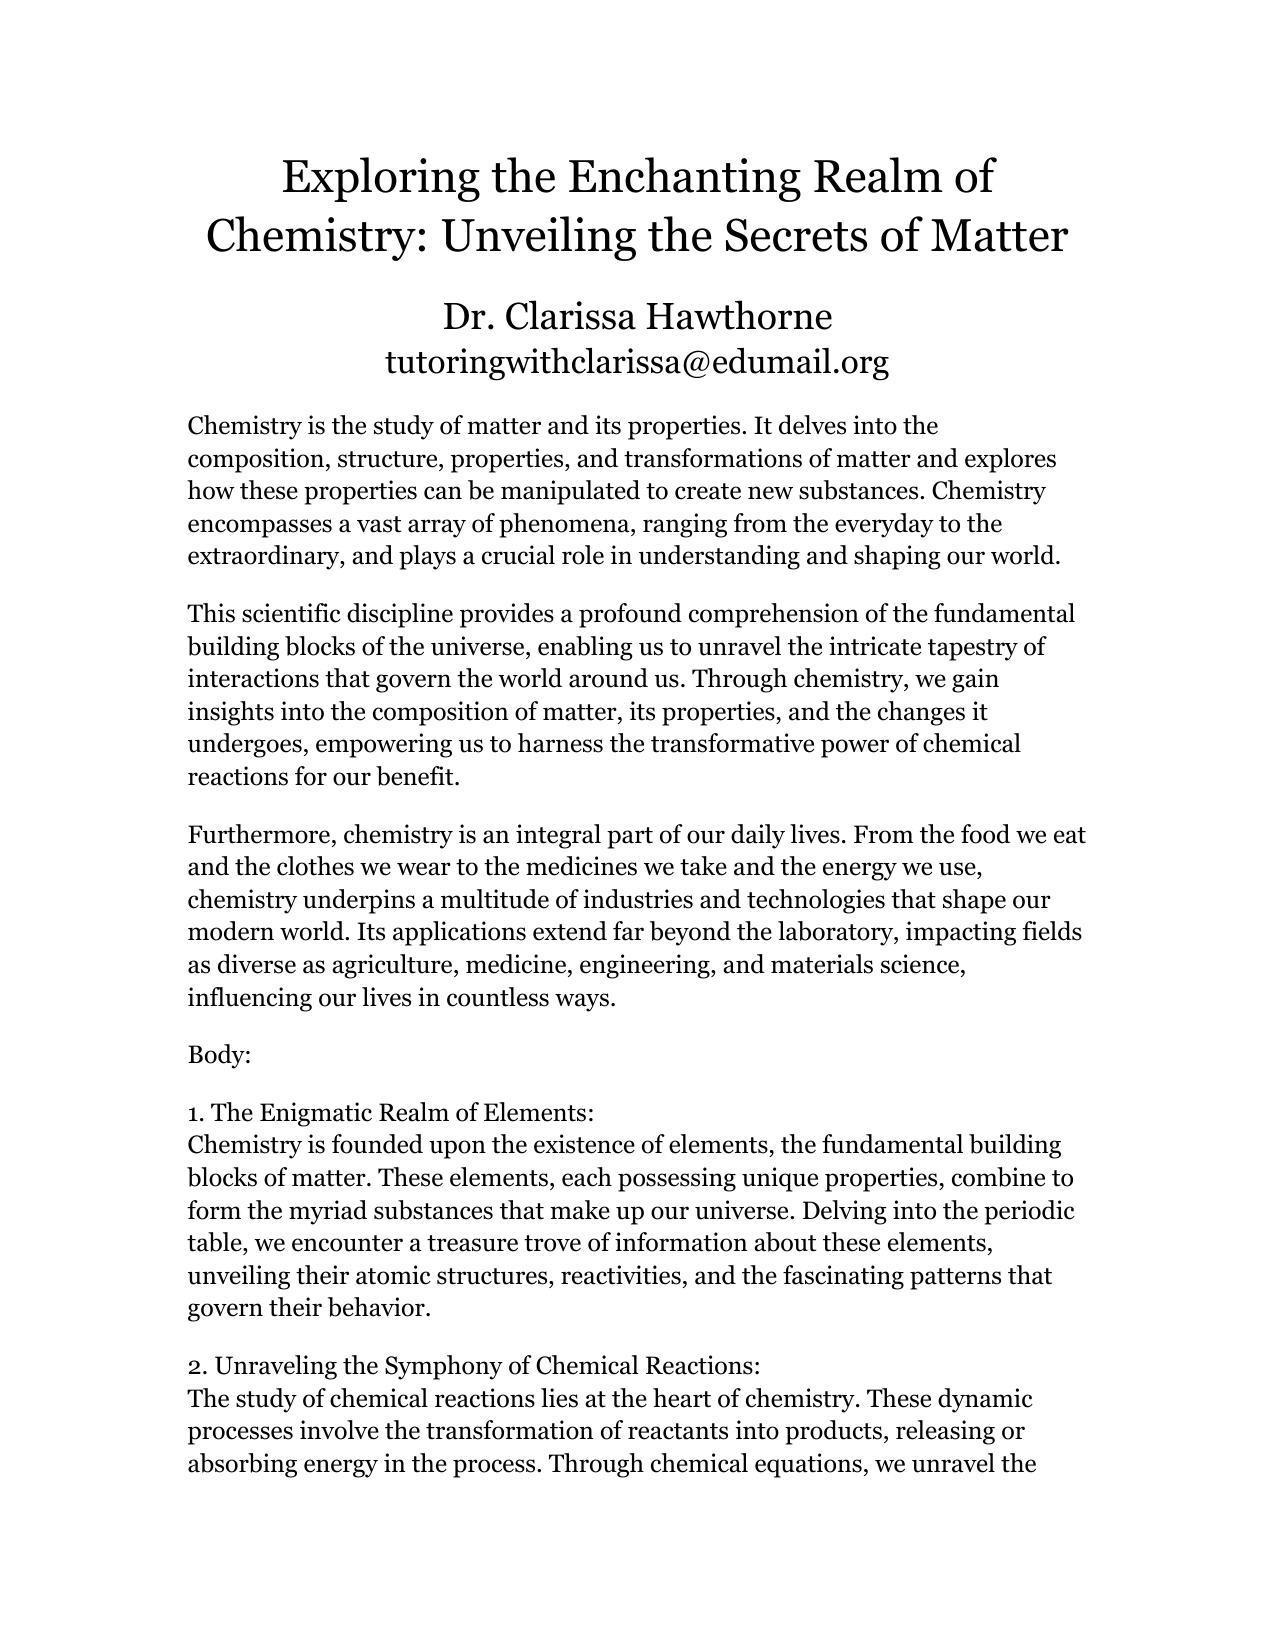 Exploring the Enchanting Realm of
Chemistry: Unveiling the Secrets of Matter
Dr. Clarissa Hawthorne
tutoringwithclarissa@edumail.org
Chemistry is the study of matter and its properties. It delves into the
composition, structure, properties, and transformations of matter and explores
how these properties can be manipulated to create new substances. Chemistry
encompasses a vast array of phenomena, ranging from the everyday to the
extraordinary, and plays a crucial role in understanding and shaping our world.
This scientific discipline provides a profound comprehension of the fundamental
building blocks of the universe, enabling us to unravel the intricate tapestry of
interactions that govern the world around us. Through chemistry, we gain
insights into the composition of matter, its properties, and the changes it
undergoes, empowering us to harness the transformative power of chemical
reactions for our benefit.
Furthermore, chemistry is an integral part of our daily lives. From the food we eat
and the clothes we wear to the medicines we take and the energy we use,
chemistry underpins a multitude of industries and technologies that shape our
modern world. Its applications extend far beyond the laboratory, impacting fields
as diverse as agriculture, medicine, engineering, and materials science,
influencing our lives in countless ways.
Body:
1. The Enigmatic Realm of Elements:
Chemistry is founded upon the existence of elements, the fundamental building
blocks of matter. These elements, each possessing unique properties, combine to
form the myriad substances that make up our universe. Delving into the periodic
table, we encounter a treasure trove of information about these elements,
unveiling their atomic structures, reactivities, and the fascinating patterns that
govern their behavior.
2. Unraveling the Symphony of Chemical Reactions:
The study of chemical reactions lies at the heart of chemistry. These dynamic
processes involve the transformation of reactants into products, releasing or
absorbing energy in the process. Through chemical equations, we unravel the